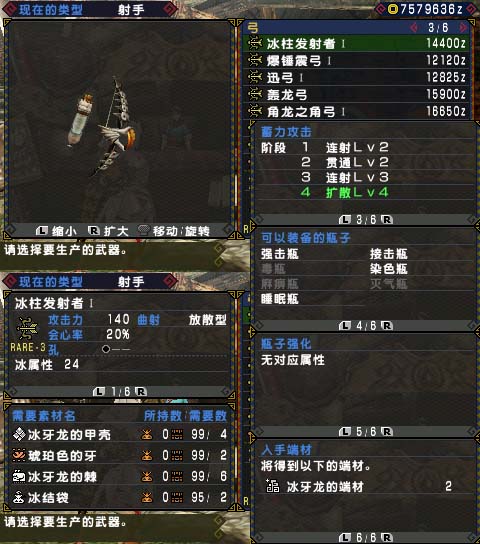 现在的类型 射手
缩小 R 扩大 移动/旋转
请选择要生产的武器。
7579636z
弓 3/6
冰柱发射者Ⅰ 14400z
爆锤震弓Ⅰ 12120z
迅弓Ⅰ 12825z
轰龙弓 15900z
角龙之角弓Ⅰ 16650z
蓄力攻击
阶段 1 连射Lv2
2 贯通Lv2
3 连射Lv3
4 扩散Lv4
L 3/6 R
可以装备的瓶子
强击瓶 接击瓶
毒瓶 染色瓶
麻痹瓶 灭气瓶
睡眠瓶
L 4/6 R
瓶子强化
无对应属性
L 5/6 R
入手端材
将得到以下的端材。
冰牙龙的端材 2
L 6/6 R
现在的类型 射手
冰柱发射者Ⅰ
攻击力 140 曲射 放散型
会心率 20%
RARE-3 孔 ●ーー
冰属性 24
L 1/6 R
需要素材名 所持数/需要数
冰牙龙的甲壳 0 99/ 4
琥珀色的牙 0 99/ 2
冰牙龙的棘 0 99/ 6
冰结袋 0 95/ 2
请选择要生产的武器。